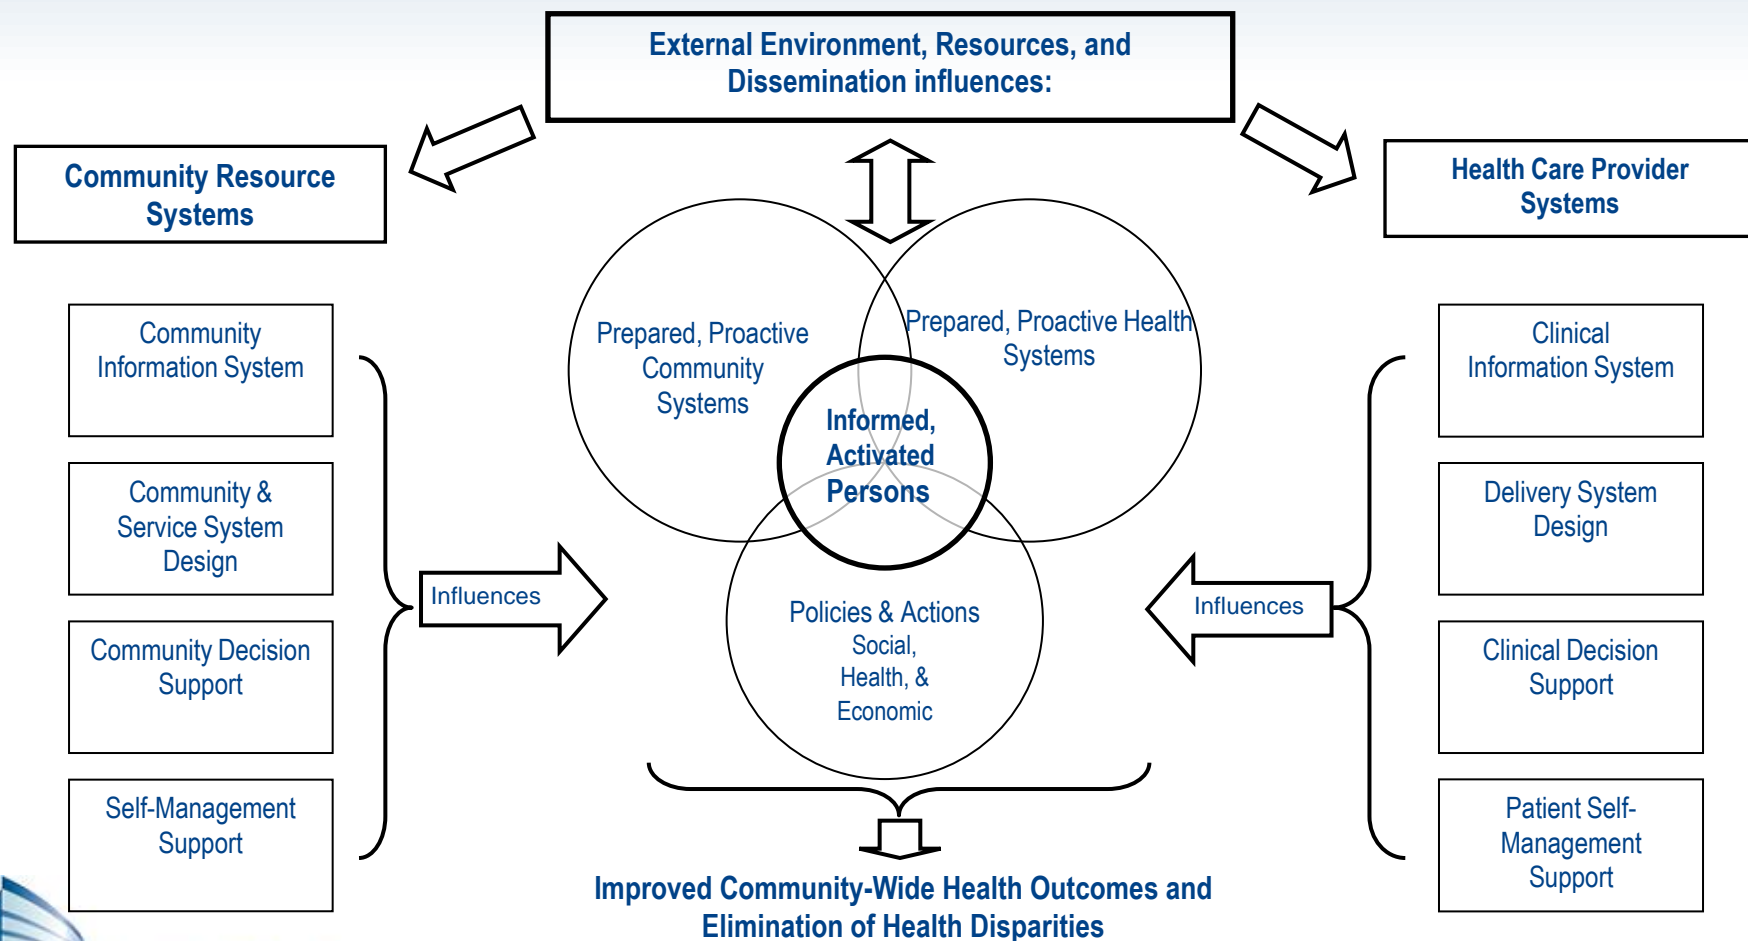 External Environment, Resources, and
Dissemination influences:
Community Resource
Systems
Health Care Provider
Systems
Community
Information System
Community &
Service System
Design
Community Decision
Support
Self-Management
Support
Influences
Prepared, Proactive
Community
Systems
Prepared, Proactive Health
Systems
Informed,
Activated
Persons
Policies & Actions
Social,
Health, &
Economic
Influences
Clinical
Information System
Delivery System
Design
Clinical Decision
Support
Patient Self-
Management
Support
Improved Community-Wide Health Outcomes and
Elimination of Health Disparities